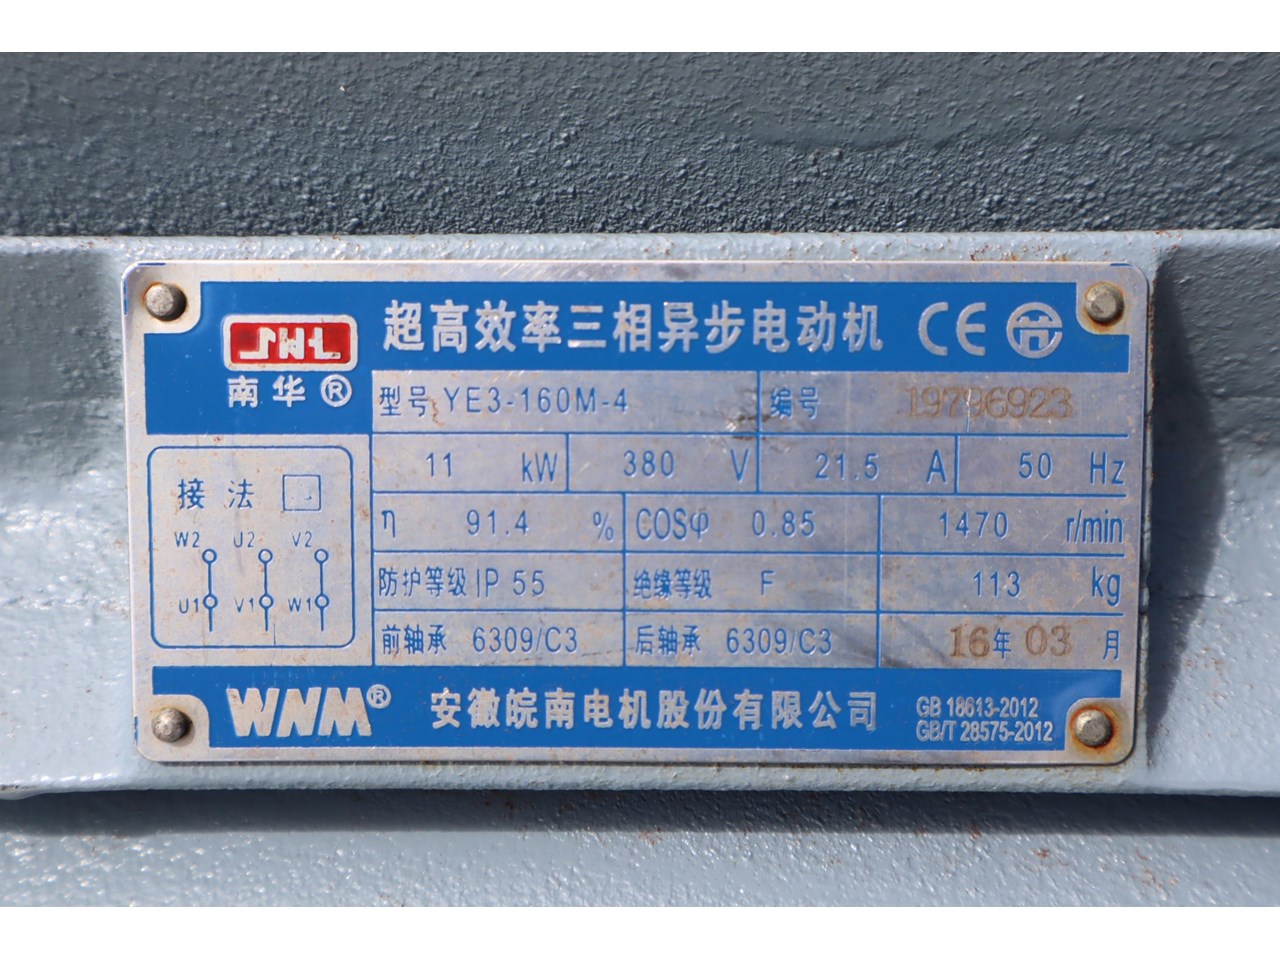 SNL 超高效率三相异步电动机 CE
南华®
型号 YE3-160M-4 编号 19796923
11 kW 380 V 21.5 A 50 Hz
接法
η 91.4 % COSφ 0.85 1470 r/min
W2 U2 V2
防护等级 IP 55 绝缘等级 F 113 kg
U1 V1 W1
前轴承 6309/C3 后轴承 6309/C3 16年 03月
WNM® 安徽皖南电机股份有限公司 GB 18613-2012
GB/T 28575-2012